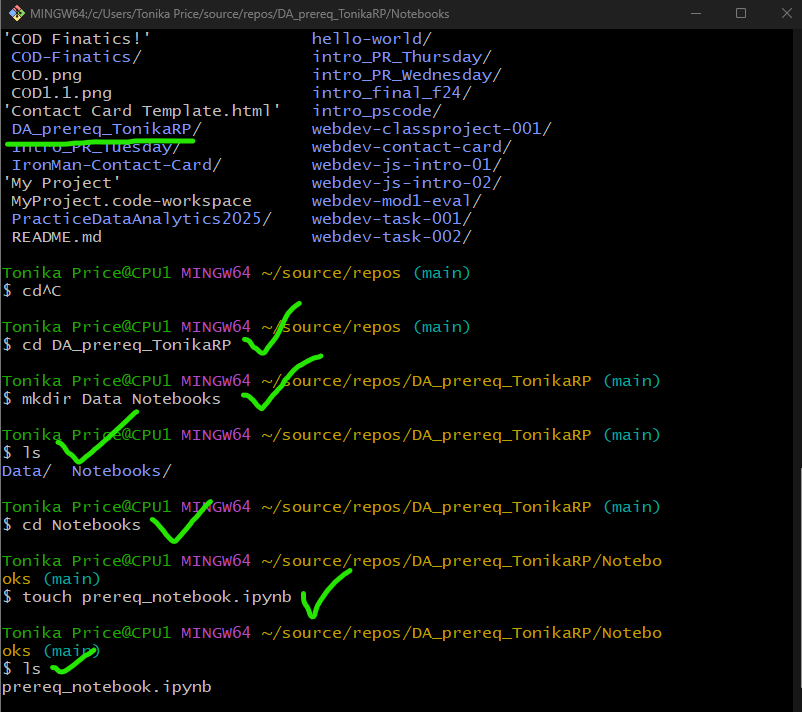 MINGW64:/c/Users/Tonika Price/source/repos/DA_prereq_TonikaRP/Notebooks
'COD Finatics!'                hello-world/
COD-Finatics/                 intro_PR_Thursday/
COD.png                       intro_PR_Wednesday/
COD1.1.png                    intro_final_f24/
'Contact Card Template.html'   intro_pscode/
DA_prereq_TonikaRP/           webdev-classproject-001/
Intro_PR_Tuesday/             webdev-contact-card/
IronMan-Contact-Card/         webdev-js-intro-01/
'My Project'                   webdev-js-intro-02/
MyProject.code-workspace      webdev-mod1-eval/
PracticeDataAnalytics2025/    webdev-task-001/
README.md                     webdev-task-002/
Tonika Price@CPU1 MINGW64 ~/source/repos (main)
$ cd^C
Tonika Price@CPU1 MINGW64 ~/source/repos (main)
$ cd DA_prereq_TonikaRP
Tonika Price@CPU1 MINGW64 ~/source/repos/DA_prereq_TonikaRP (main)
$ mkdir Data Notebooks
Tonika Price@CPU1 MINGW64 ~/source/repos/DA_prereq_TonikaRP (main)
$ ls
Data/  Notebooks/
Tonika Price@CPU1 MINGW64 ~/source/repos/DA_prereq_TonikaRP (main)
$ cd Notebooks
Tonika Price@CPU1 MINGW64 ~/source/repos/DA_prereq_TonikaRP/Notebo
oks (main)
$ touch prereq_notebook.ipynb
Tonika Price@CPU1 MINGW64 ~/source/repos/DA_prereq_TonikaRP/Notebo
oks (main)
$ ls
prereq_notebook.ipynb